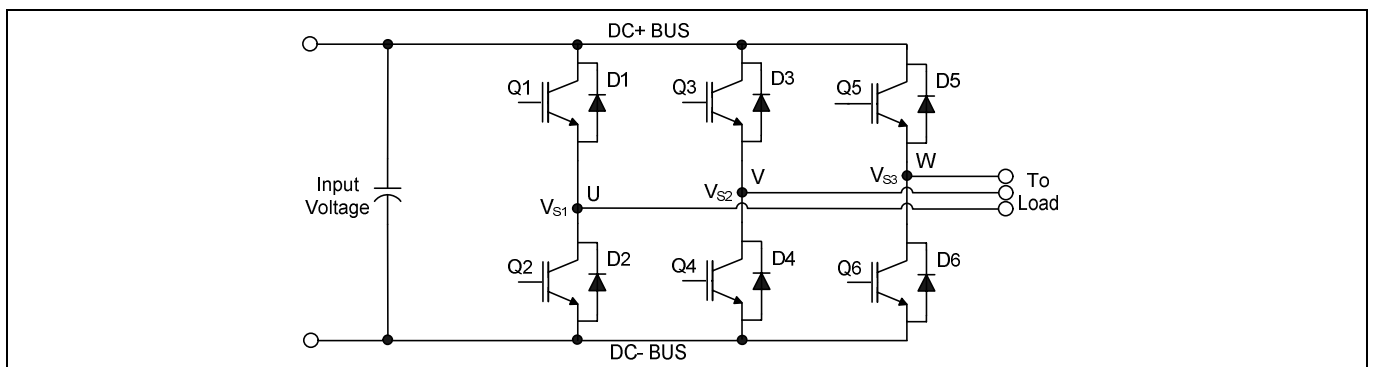 DC+ BUS
Q1
D1
Q3
D3
Q5
D5
Input
Voltage
U
V
W
VS1
VS2
VS3
To
Load
Q2
D2
Q4
D4
Q6
D6
DC- BUS